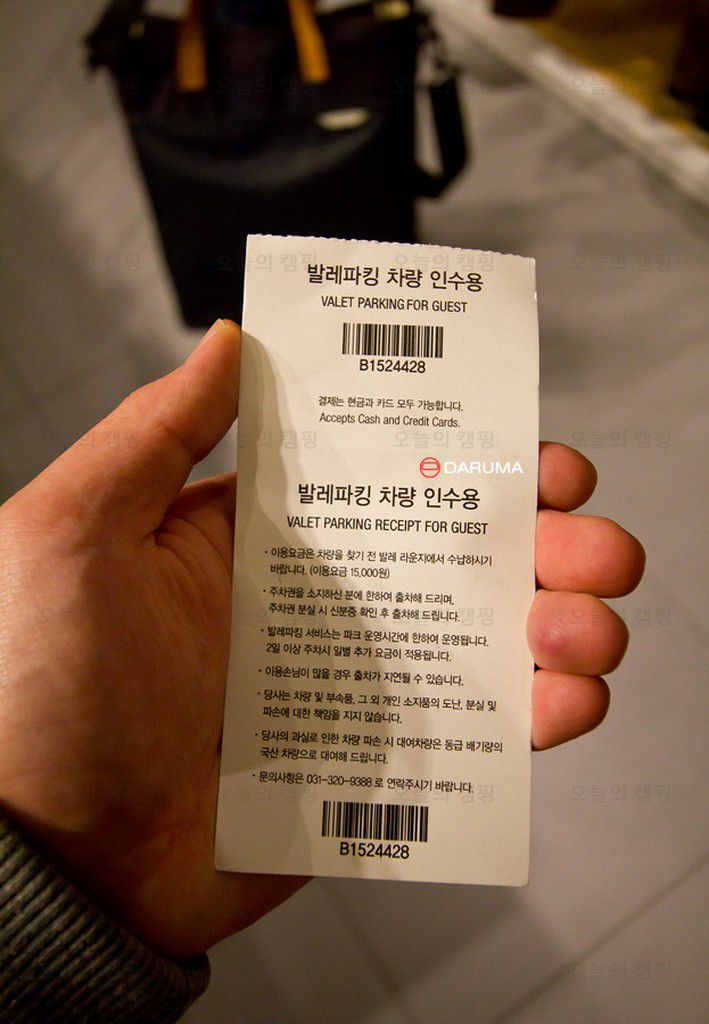 발레파킹 차량 인수용
VALET PARKING FOR GUEST
B1524428
결제는 현금과 카드 모두 가능합니다.
Accepts Cash and Credit Cards.
DARUMA
발레파킹 차량 인수용
VALET PARKING RECEIPT FOR GUEST
· 이용요금은 차량을 찾기 전 발레 라운지에서 수납하시기
바랍니다. (이용요금 15,000원)
· 주차권을 소지하신 분에 한하여 출차해 드리며,
주차권 분실 시 신분증 확인 후 출차해 드립니다.
· 발레파킹 서비스는 파크 운영시간에 한하여 운영됩니다.
2일 이상 주차시 일별 추가 요금이 적용됩니다.
· 이용손님이 많을 경우 출차가 지연될 수 있습니다.
· 당사는 차량 및 부속품, 그 외 개인 소지품의 도난, 분실 및
파손에 대한 책임을 지지 않습니다.
· 당사의 과실로 인한 차량 파손 시 대여차량은 동급 배기량의
국산 차량으로 대여해 드립니다.
· 문의사항은 031-320-9388 로 연락주시기 바랍니다.
B1524428
오늘의 캠핑